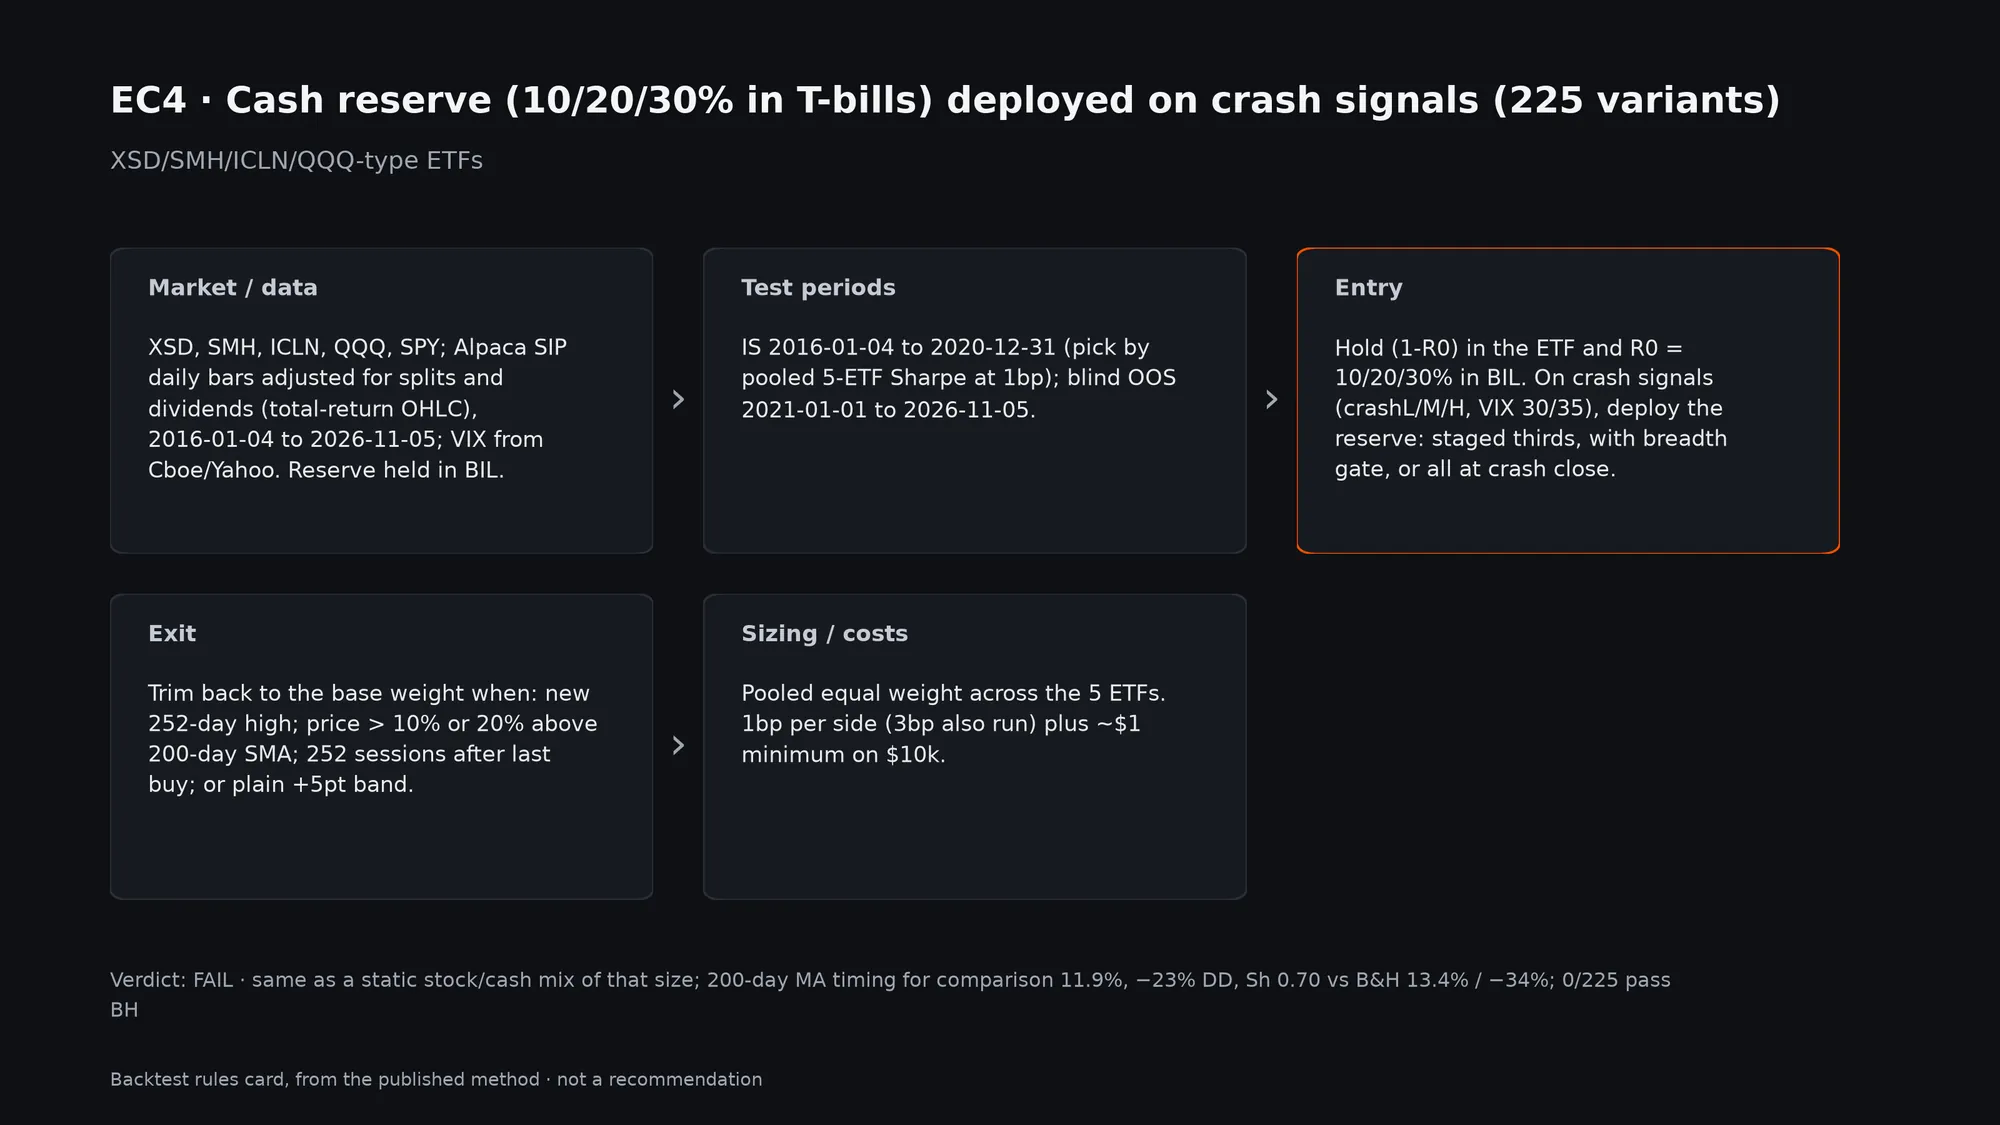 EC4 · Cash reserve (10/20/30% in T-bills) deployed on crash signals (225 variants)
XSD/SMH/ICLN/QQQ-type ETFs
Market / data
XSD, SMH, ICLN, QQQ, SPY; Alpaca SIP
daily bars adjusted for splits and
dividends (total-return OHLC),
2016-01-04 to 2026-11-05; VIX from
Cboe/Yahoo. Reserve held in BIL.
›
Test periods
IS 2016-01-04 to 2020-12-31 (pick by
pooled 5-ETF Sharpe at 1bp); blind OOS
2021-01-01 to 2026-11-05.
›
Entry
Hold (1-R0) in the ETF and R0 =
10/20/30% in BIL. On crash signals
(crashL/M/H, VIX 30/35), deploy the
reserve: staged thirds, with breadth
gate, or all at crash close.
Exit
Trim back to the base weight when: new
252-day high; price > 10% or 20% above
200-day SMA; 252 sessions after last
buy; or plain +5pt band.
›
Sizing / costs
Pooled equal weight across the 5 ETFs.
1bp per side (3bp also run) plus ~$1
minimum on $10k.
Verdict: FAIL · same as a static stock/cash mix of that size; 200-day MA timing for comparison 11.9%, −23% DD, Sh 0.70 vs B&H 13.4% / −34%; 0/225 pass
BH
Backtest rules card, from the published method · not a recommendation